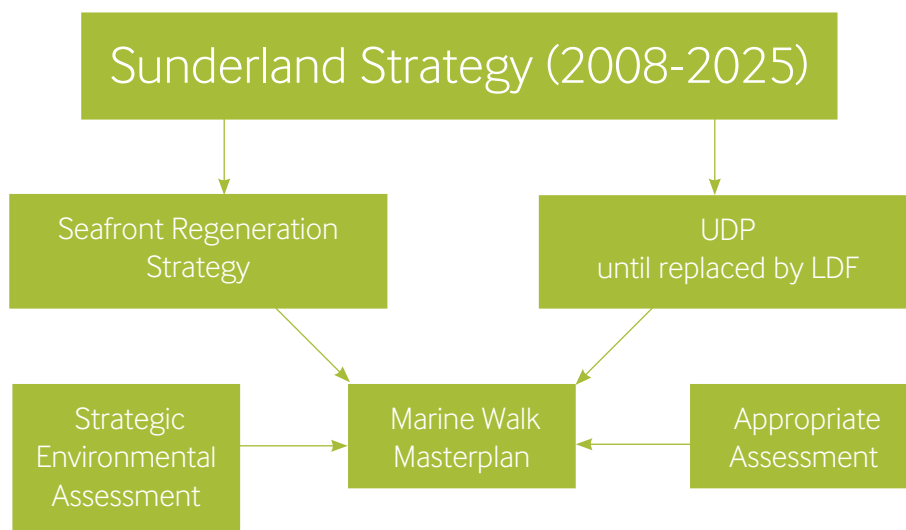 Sunderland Strategy (2008-2025)
Seafront Regeneration
Strategy
UDP
until replaced by LDF
Strategic
Environmental
Assessment
Marine Walk
Masterplan
Appropriate
Assessment